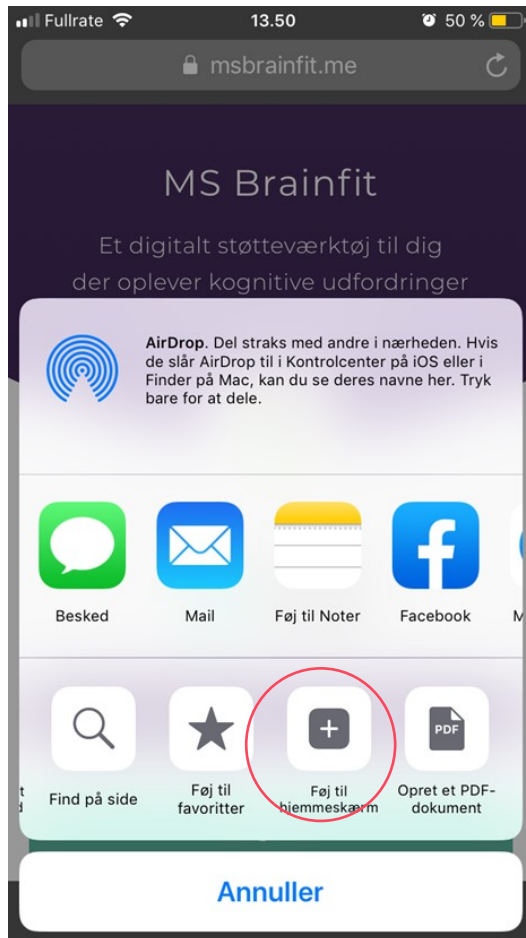 Fullrate 13.50 50 %
msbrainfit.me
MS Brainfit
Et digitalt støtteværktøj til dig
der oplever kognitive udfordringer
AirDrop. Del straks med andre i nærheden. Hvis
de slår AirDrop til i Kontrolcenter på iOS eller i
Finder på Mac, kan du se deres navne her. Tryk
bare for at dele.
Besked Mail Føj til Noter Facebook
PDF
Find på side Føj til favoritter Føj til hjemmeskærm Opret et PDF-dokument
Annuller